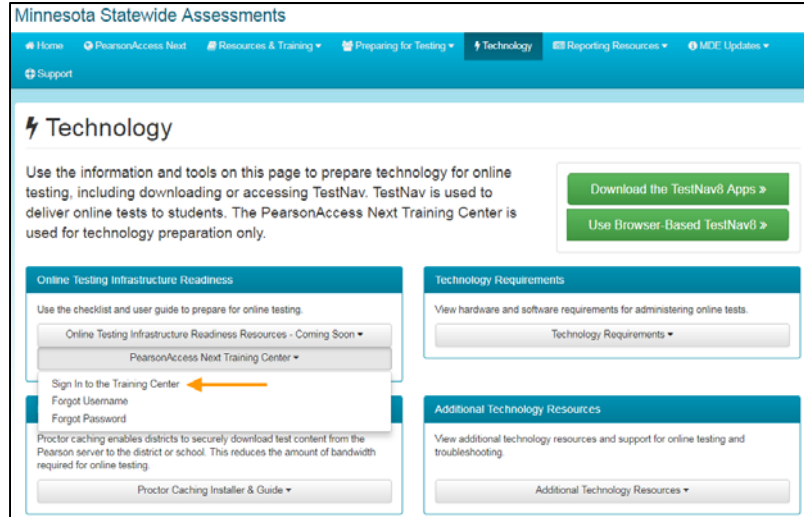 Minnesota Statewide Assessments
Home PearsonAccess Next Resources & Training Preparing for Testing Technology Reporting Resources MDE Updates
Support
Technology
Use the information and tools on this page to prepare technology for online
testing, including downloading or accessing TestNav. TestNav is used to
deliver online tests to students. The PearsonAccess Next Training Center is
used for technology preparation only.
Download the TestNav8 Apps »
Use Browser-Based TestNav8 »
Online Testing Infrastructure Readiness
Use the checklist and user guide to prepare for online testing.
Online Testing Infrastructure Readiness Resources - Coming Soon
PearsonAccess Next Training Center
Sign In to the Training Center
Forgot Username
Forgot Password
Technology Requirements
View hardware and software requirements for administering online tests.
Technology Requirements
Proctor caching enables districts to securely download test content from the
Pearson server to the district or school. This reduces the amount of bandwidth
required for online testing.
Proctor Caching Installer & Guide
Additional Technology Resources
View additional technology resources and support for online testing and
troubleshooting.
Additional Technology Resources